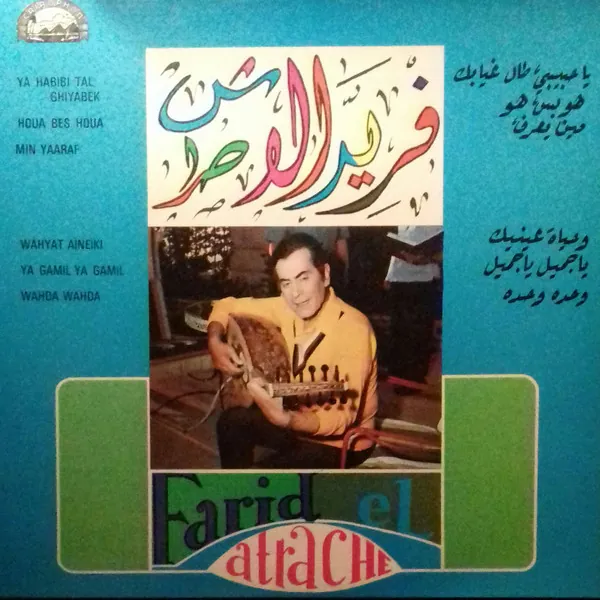 YA HABIBI TAL
GHIYABEK
HOUA BES HOUA
MIN YAARAF
WAHYAT AINEIKI
YA GAMIL YA GAMIL
WAHDA WAHDA
فريد الاطرش
يا حبيبي طال غيابك
هو بس هو
مين يعرف
وحياة عينيك
يا جميل يا جميل
وحده وحده
Farid el
atrache